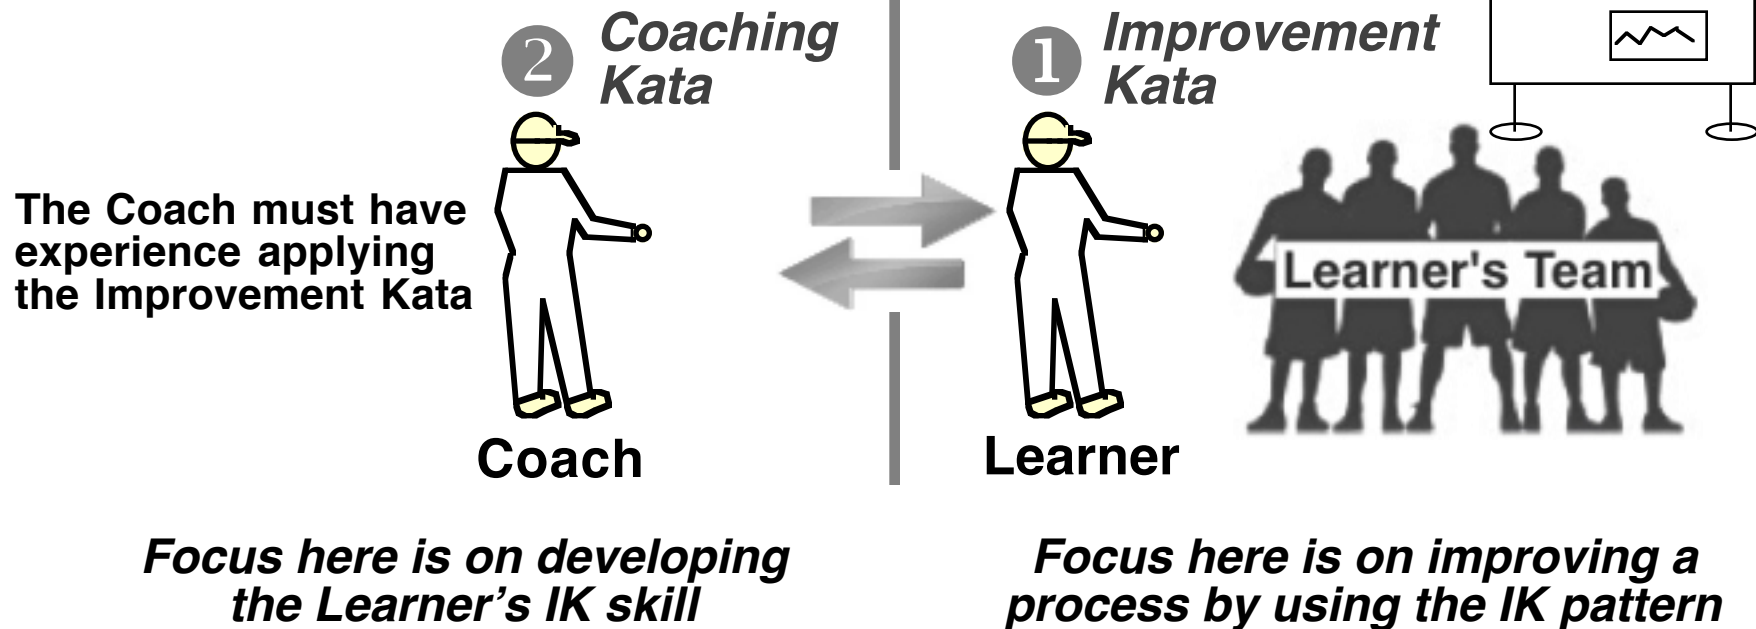 2
Coaching
Kata
1
Improvement
Kata
The Coach must have
experience applying
the Improvement Kata
Learner's Team
Coach
Learner
Focus here is on developing
the Learner’s IK skill
Focus here is on improving a
process by using the IK pattern